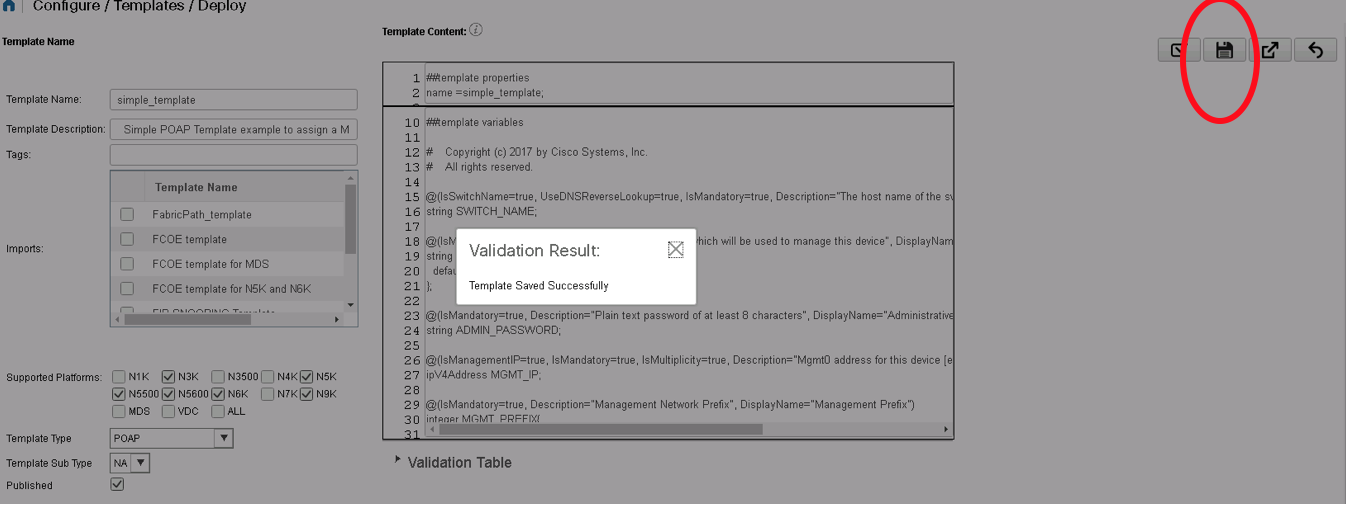 Configure / Templates / Deploy
Template Name
Template Content:
Template Name: simple_template
Template Description: Simple POAP Template example to assign a M
Tags:
Imports:
Template Name
FabricPath_template
FCOE template
FCOE template for MDS
FCOE template for N5K and N6K
Supported Platforms: N1K N3K N3500 N4K N5K
N5500 N5600 N6K N7K N9K
MDS VDC ALL
Template Type POAP
Template Sub Type NA
Published
1 ##template properties
2 name =simple_template;
10 ##template variables
11
12 # Copyright (c) 2017 by Cisco Systems, Inc.
13 # All rights reserved.
14
15 @(IsSwitchName=true, UseDNSReverseLookup=true, IsMandatory=true, Description="The host name of the
16 string SWITCH_NAME;
17
18 @(IsM which will be used to manage this device", DisplayNam
19 string
20 defau
21 };
22
23 @(IsMandatory=true, Description="Plain text password of at least 8 characters", DisplayName="Administrative
24 string ADMIN_PASSWORD;
25
26 @(IsManagementIP=true, IsMandatory=true, IsMultiplicity=true, Description="Mgmt0 address for this device [e
27 ipV4Address MGMT_IP;
28
29 @(IsMandatory=true, Description="Management Network Prefix", DisplayName="Management Prefix")
30 integer MGMT_PREFIX{
31
Validation Result:
Template Saved Successfully
Validation Table